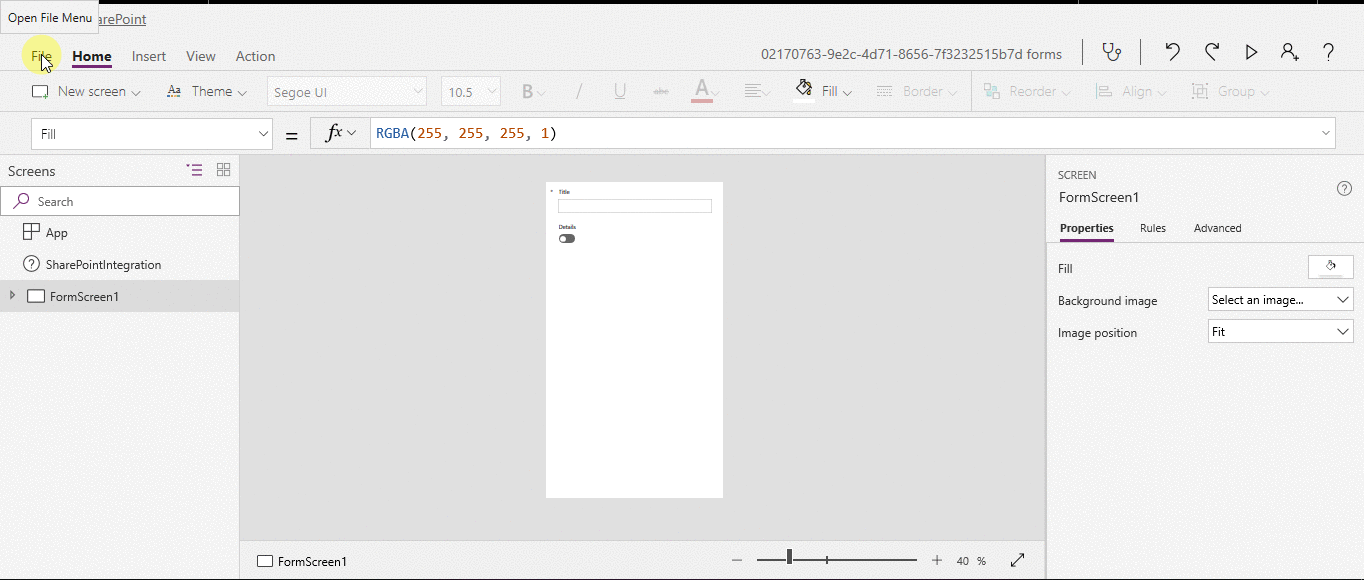 Open File Menu
arePoint
File Home Insert View Action
02170763-9e2c-4d71-8656-7f3232515b7d forms
New screen Theme Segoe UI 10.5 B / U abc A Fill Border Reorder Align Group
Fill = fx RGBA(255, 255, 255, 1)
Screens
Search
App
SharePointIntegration
FormScreen1
* Title
Details
SCREEN
FormScreen1
Properties Rules Advanced
Fill
Background image Select an image...
Image position Fit
FormScreen1
40 %